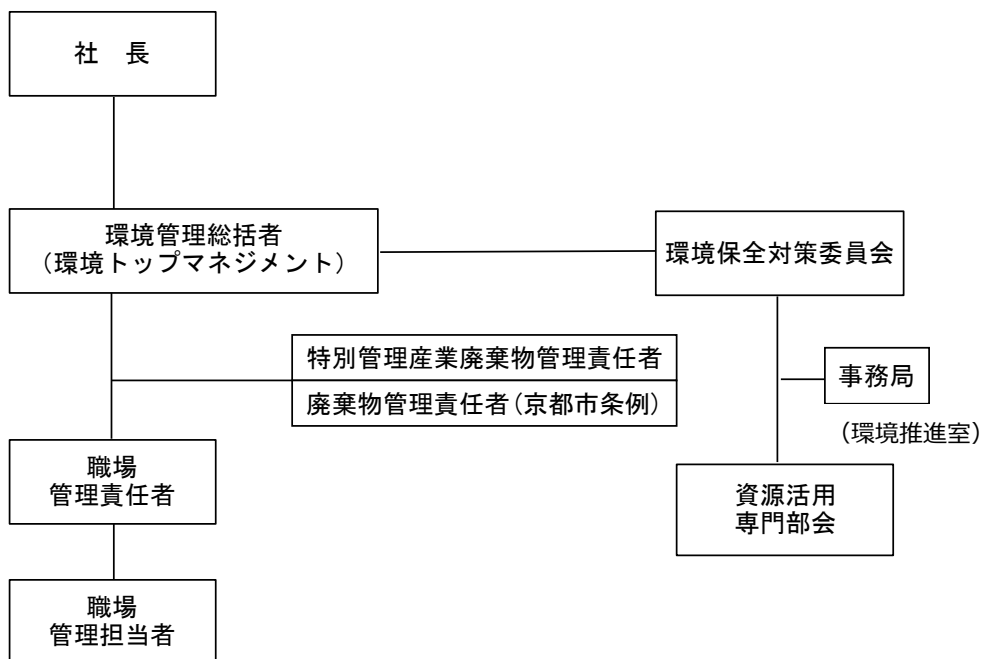 社　長
環境管理総括者
（環境トップマネジメント）
環境保全対策委員会
特別管理産業廃棄物管理責任者
廃棄物管理責任者（京都市条例）
事務局
（環境推進室）
職場
管理責任者
資源活用
専門部会
職場
管理担当者